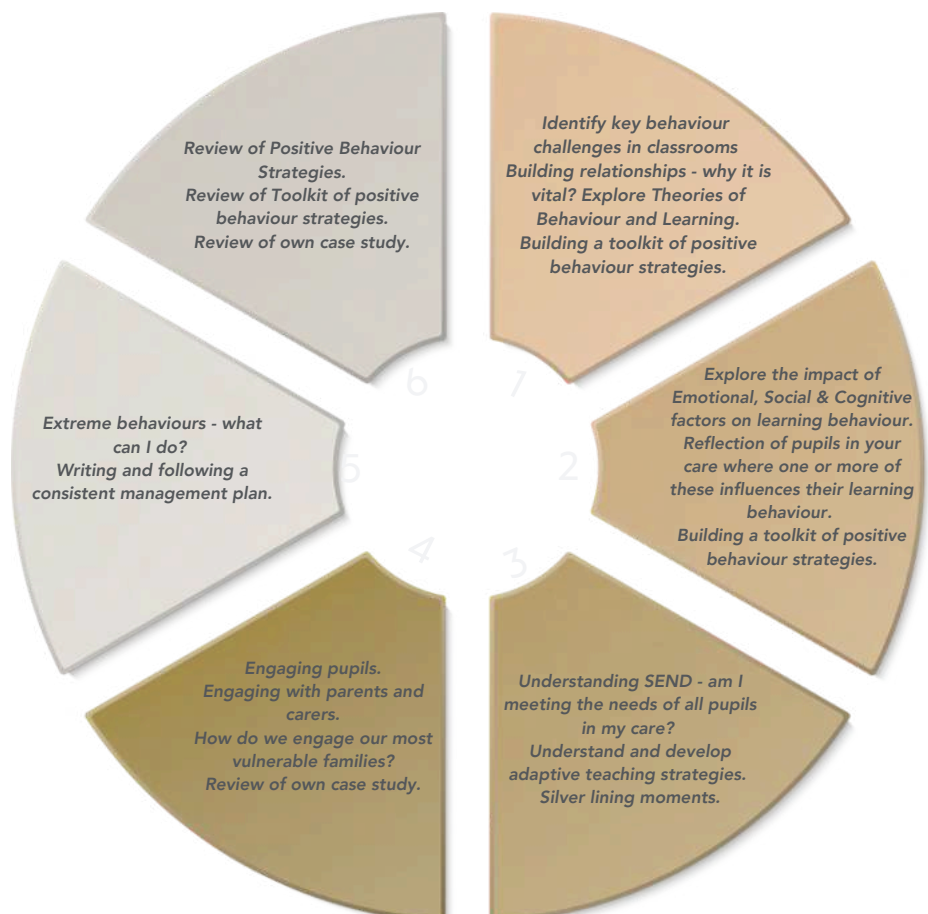 Identify key behaviour
challenges in classrooms
Building relationships - why it is
vital? Explore Theories of
Behaviour and Learning.
Building a toolkit of positive
behaviour strategies.
1
Explore the impact of
Emotional, Social & Cognitive
factors on learning behaviour.
Reflection of pupils in your
care where one or more of
these influences their learning
behaviour.
Building a toolkit of positive
behaviour strategies.
2
Understanding SEND - am I
meeting the needs of all pupils
in my care?
Understand and develop
adaptive teaching strategies.
Silver lining moments.
3
Engaging pupils.
Engaging with parents and
carers.
How do we engage our most
vulnerable families?
Review of own case study.
4
Extreme behaviours - what
can I do?
Writing and following a
consistent management plan.
5
Review of Positive Behaviour
Strategies.
Review of Toolkit of positive
behaviour strategies.
Review of own case study.
6